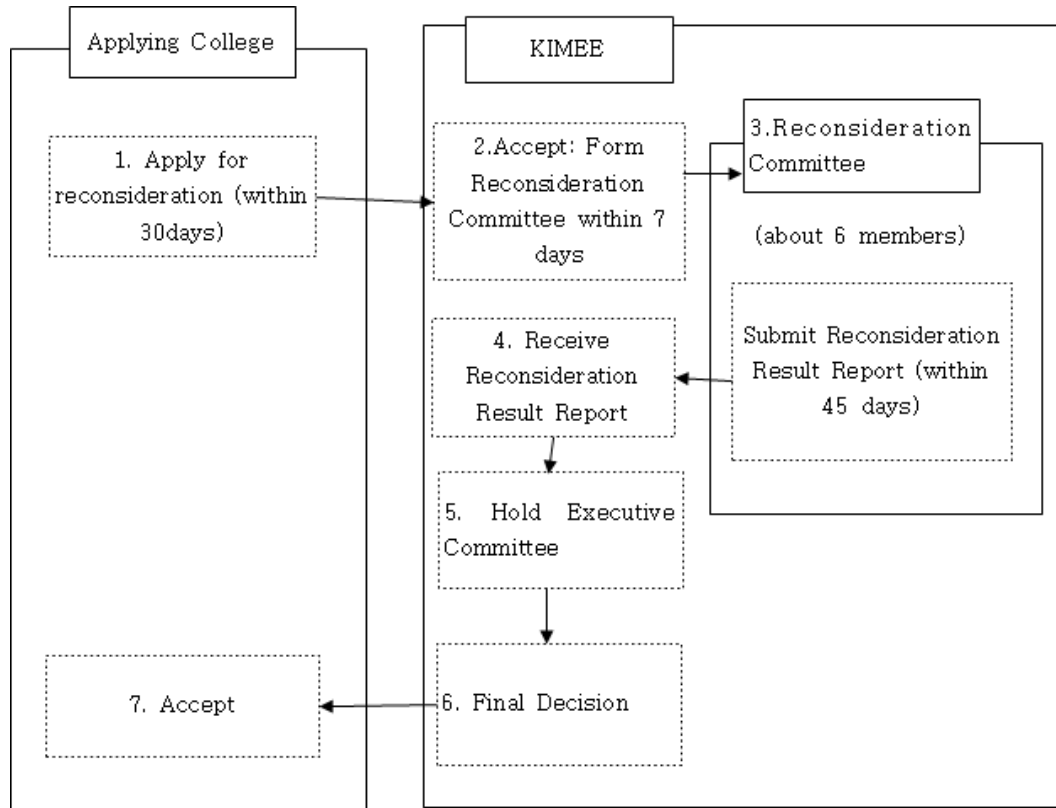 Applying College
KIMEE
1. Apply for
reconsideration (within
30days)
2.Accept: Form
Reconsideration
Committee within 7
days
3.Reconsideration
Committee
(about 6 members)
Submit Reconsideration
Result Report (within
45 days)
4. Receive
Reconsideration
Result Report
5. Hold Executive
Committee
6. Final Decision
7. Accept